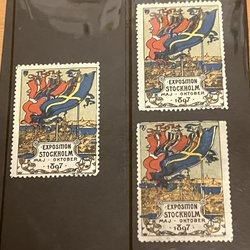 EXPOSITION
STOCKHOLM
MAJ - OKTOBER
1897
EXPOSITION
STOCKHOLM
MAJ - OKTOBER
1897
EXPOSITION
STOCKHOLM
MAJ - OKTOBER
1897